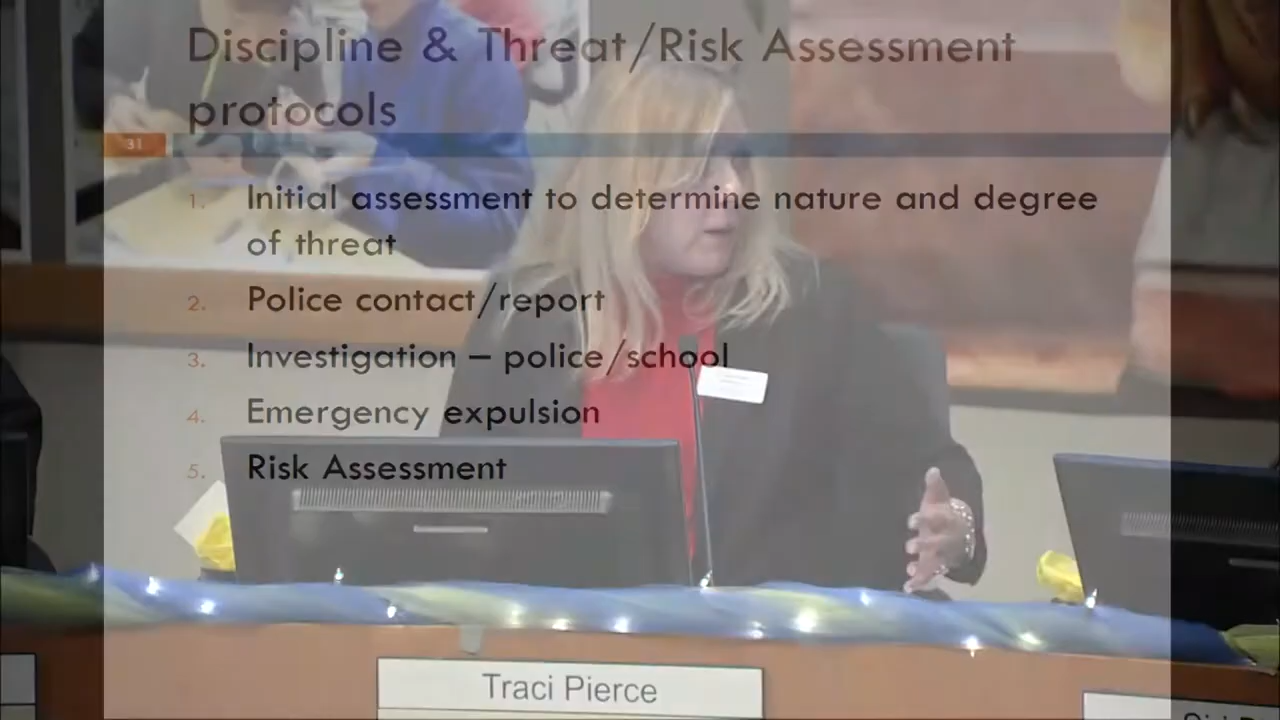 Discipline & Threat/Risk Assessment
protocols
31
1. Initial assessment to determine nature and degree
of threat
2. Police contact/report
3. Investigation – police/school
4. Emergency expulsion
5. Risk Assessment
Traci Pierce